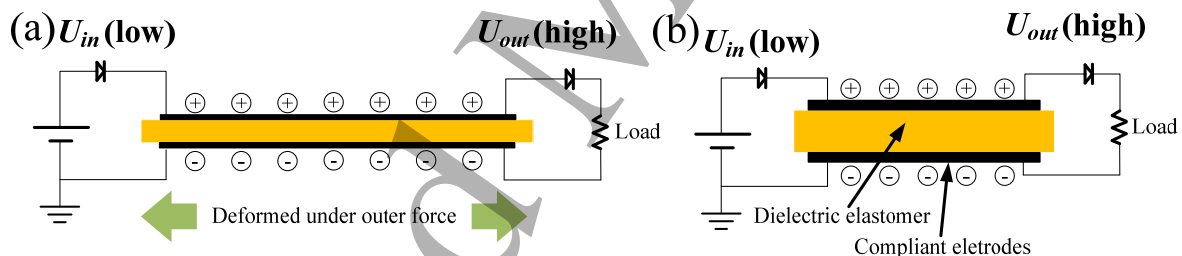 (a) U_in (low)
U_out (high)
+ + + + + + +
Load
- - - - - - -
Deformed under outer force
(b) U_in (low)
U_out (high)
+ + + + +
Load
- - - - -
Dielectric elastomer
Compliant eletrodes